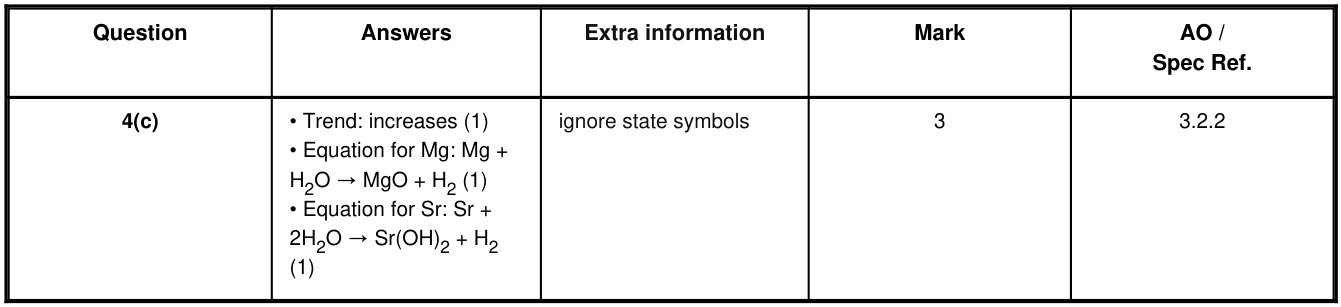 Question Answers Extra information Mark AO /
Spec Ref.
4(c) • Trend: increases (1) ignore state symbols 3 3.2.2
• Equation for Mg: Mg +
H₂O → MgO + H₂ (1)
• Equation for Sr: Sr +
2H₂O → Sr(OH)₂ + H₂
(1)